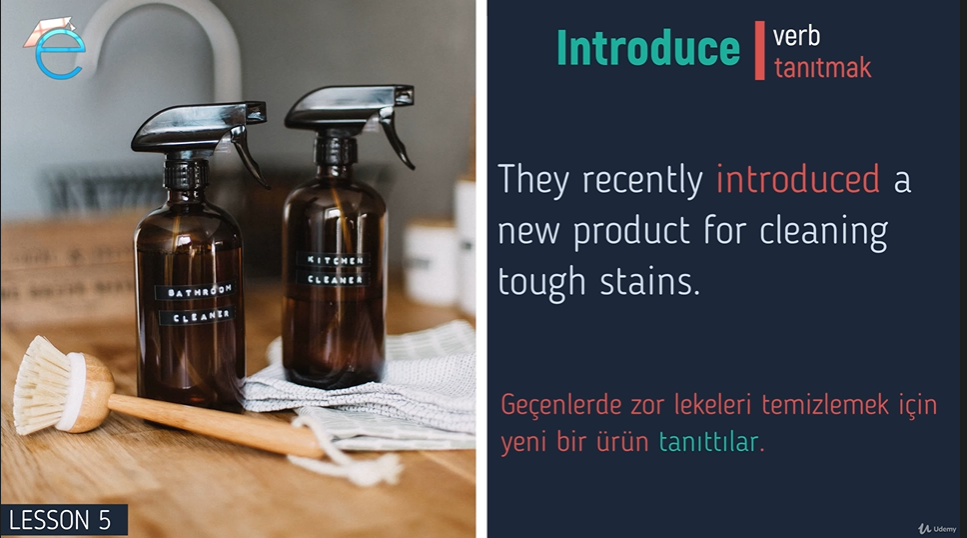 e
BATHROOM
CLEANER
KITCHEN
CLEANER
LESSON 5
Introduce
verb
tanıtmak
They recently introduced a
new product for cleaning
tough stains.
Geçenlerde zor lekeleri temizlemek için
yeni bir ürün tanıttılar.
Udemy